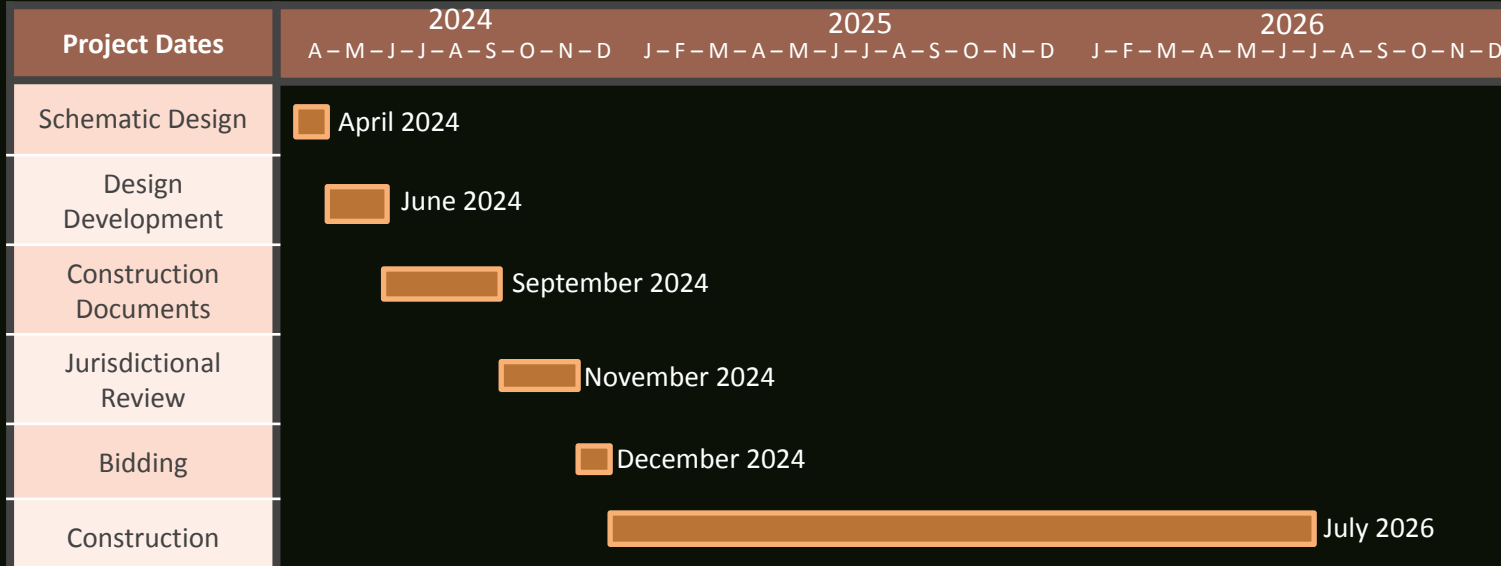 Project Dates
2024
A – M – J – J – A – S – O – N – D
2025
J – F – M – A – M – J – J – A – S – O – N – D
2026
J – F – M – A – M – J – J – A – S – O – N – D
Schematic Design
April 2024
Design
Development
June 2024
Construction
Documents
September 2024
Jurisdictional
Review
November 2024
Bidding
December 2024
Construction
July 2026